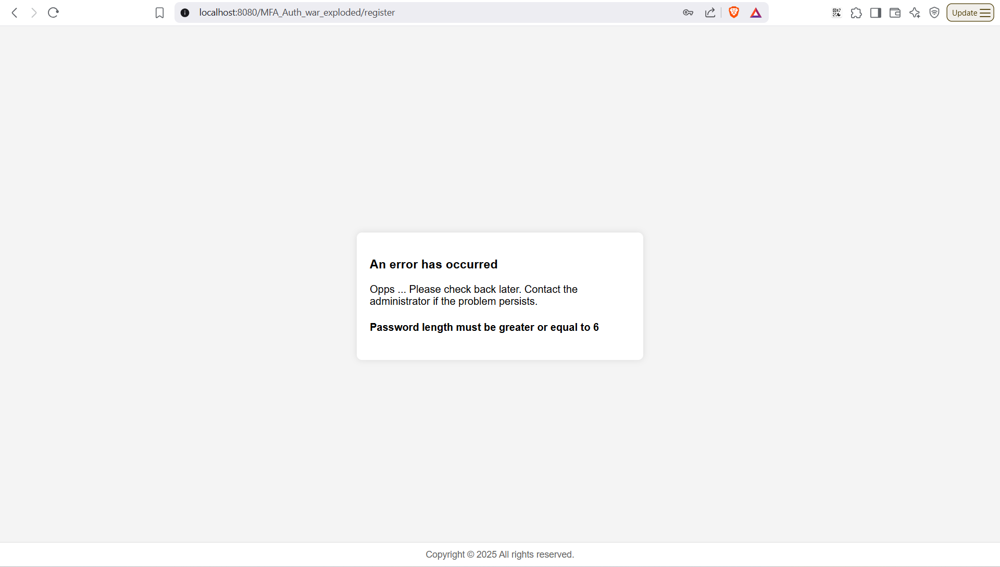 localhost:8080/MFA_Auth_war_exploded/register
Update
An error has occurred
Opps ... Please check back later. Contact the
administrator if the problem persists.
Password length must be greater or equal to 6
Copyright © 2025 All rights reserved.